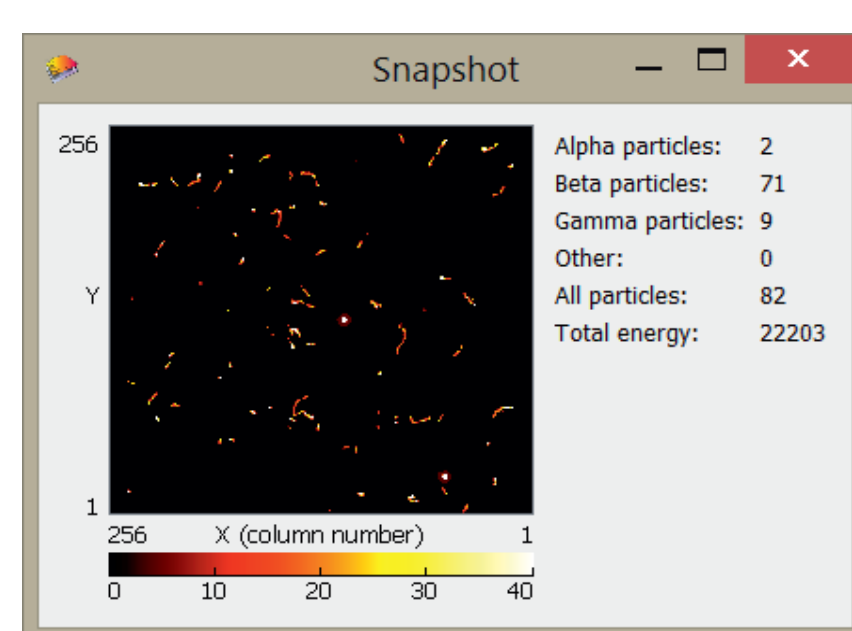 Snapshot
256
Y
1
256 X (column number) 1
0 10 20 30 40
Alpha particles: 2
Beta particles: 71
Gamma particles: 9
Other: 0
All particles: 82
Total energy: 22203